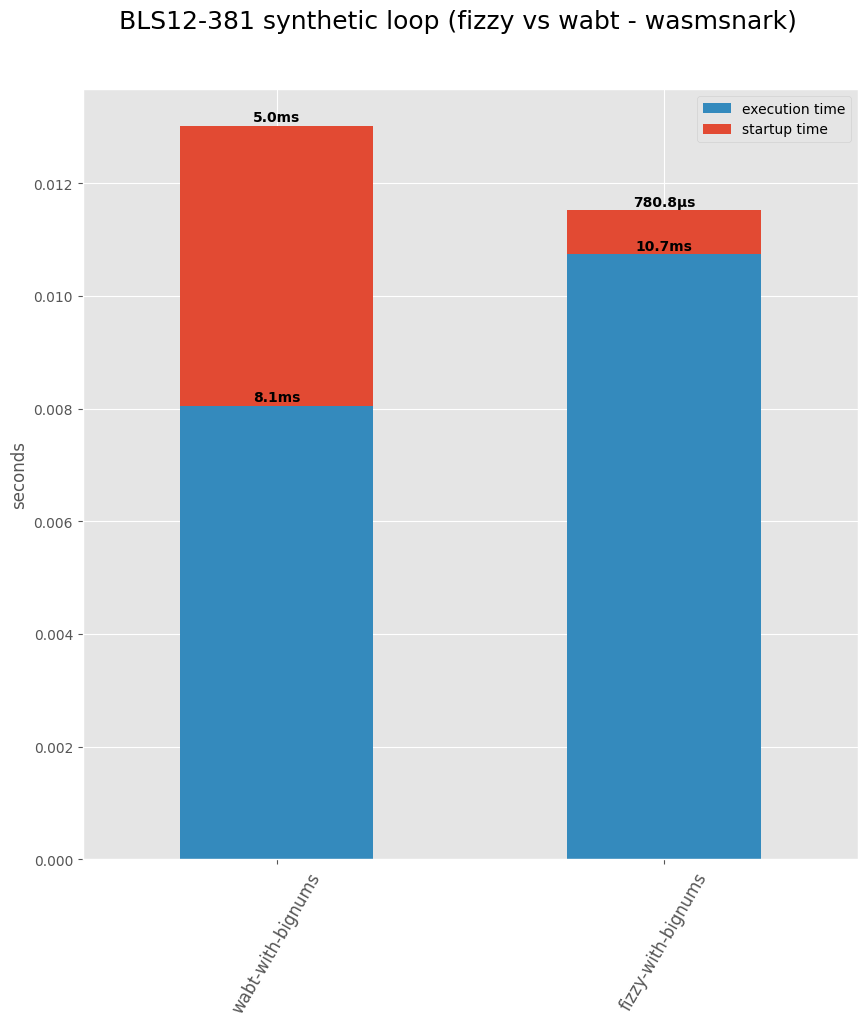 BLS12-381 synthetic loop (fizzy vs wabt - wasmsnark)
execution time
startup time
5.0ms
780.8µs
10.7ms
8.1ms
0.012
0.010
0.008
0.006
0.004
0.002
0.000
seconds
wabt-with-bignums
fizzy-with-bignums